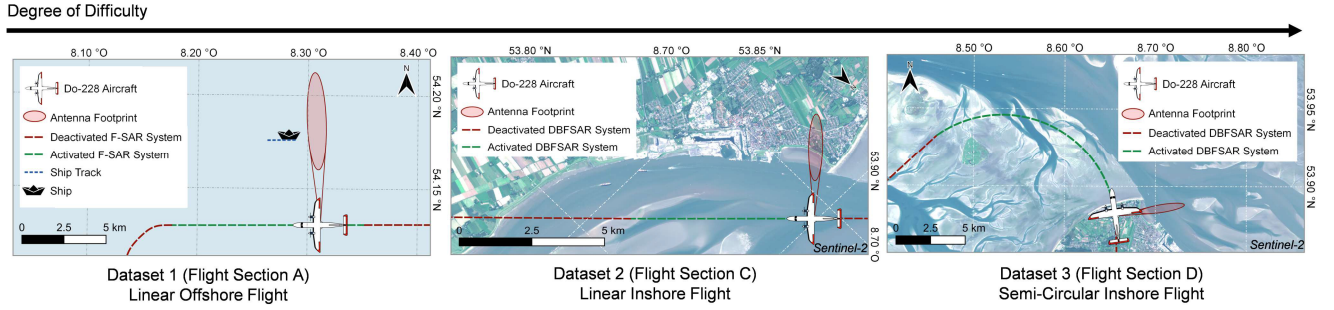 Degree of Difficulty
8.10 °O 8.20 °O 8.30 °O 8.40 °O
N
Do-228 Aircraft
Antenna Footprint
Deactivated F-SAR System
Activated F-SAR System
Ship Track
Ship
54.20 °N
54.15 °N
0 2.5 5 km
Dataset 1 (Flight Section A)
Linear Offshore Flight
53.80 °N 8.70 °O 53.85 °N
N
Do-228 Aircraft
Antenna Footprint
Deactivated DBFSAR System
Activated DBFSAR System
53.90 °N
8.70 °O
0 2.5 5 km
Sentinel-2
Dataset 2 (Flight Section C)
Linear Inshore Flight
8.50 °O 8.60 °O 8.70 °O 8.80 °O
N
Do-228 Aircraft
Antenna Footprint
Deactivated DBFSAR System
Activated DBFSAR System
53.95 °N
53.90 °N
0 2.5 5 km
Sentinel-2
Dataset 3 (Flight Section D)
Semi-Circular Inshore Flight